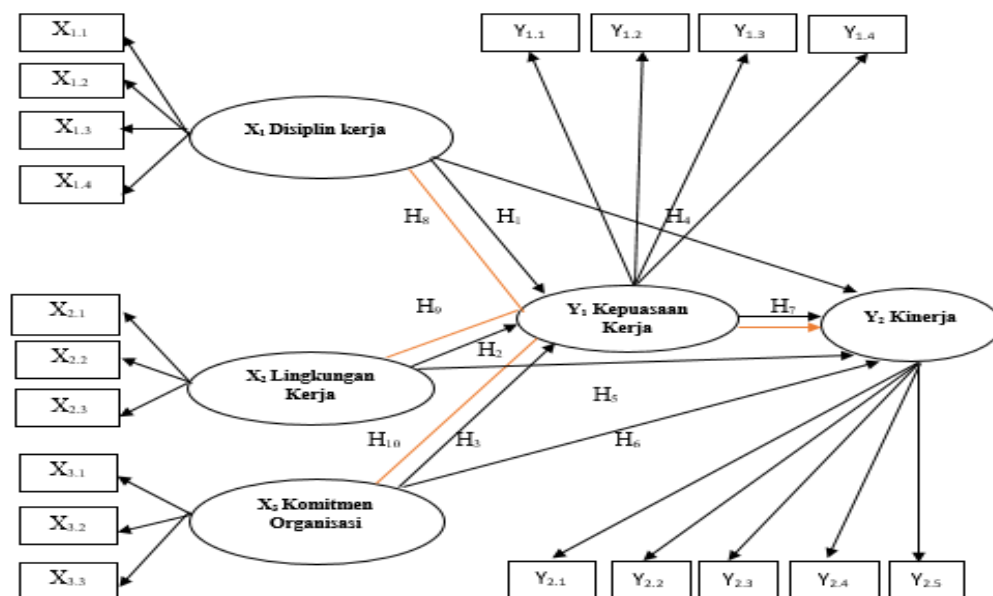 X₁.₁
X₁.₂
X₁.₃
X₁.₄
Y₁.₁
Y₁.₂
Y₁.₃
Y₁.₄
X₁ Disiplin kerja
H₈
H₁
H₄
X₂.₁
X₂.₂
X₂.₃
H₉
H₂
Y₁ Kepuasaan
Kerja
H₇
Y₂ Kinerja
X₂ Lingkungan
Kerja
H₅
H₁₀
H₃
H₆
X₃.₁
X₃.₂
X₃.₃
X₃ Komitmen
Organisasi
Y₂.₁
Y₂.₂
Y₂.₃
Y₂.₄
Y₂.₅